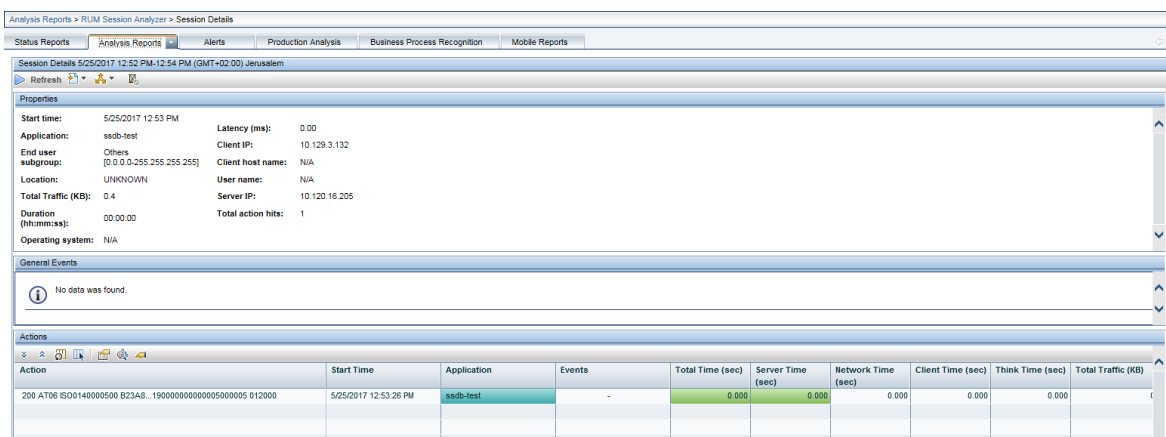 Analysis Reports > RUM Session Analyzer > Session Details
Status Reports Analysis Reports Alerts Production Analysis Business Process Recognition Mobile Reports
Session Details 5/25/2017 12:52 PM-12:54 PM (GMT+02:00) Jerusalem
Refresh
Properties
Start time: 5/25/2017 12:53 PM
Application: ssdb-test
End user subgroup: Others [0.0.0.0-255.255.255.255]
Location: UNKNOWN
Total Traffic (KB): 0.4
Duration (hh:mm:ss): 00:00:00
Operating system: N/A
Latency (ms): 0.00
Client IP: 10.129.3.132
Client host name: N/A
User name: N/A
Server IP: 10.120.16.205
Total action hits: 1
General Events
No data was found.
Actions
Action Start Time Application Events Total Time (sec) Server Time (sec) Network Time (sec) Client Time (sec) Think Time (sec) Total Traffic (KB)
200 AT06 ISO0140000500 B23A8...190000000000005000005 012000 5/25/2017 12:53:26 PM ssdb-test - 0.000 0.000 0.000 0.000 0.000